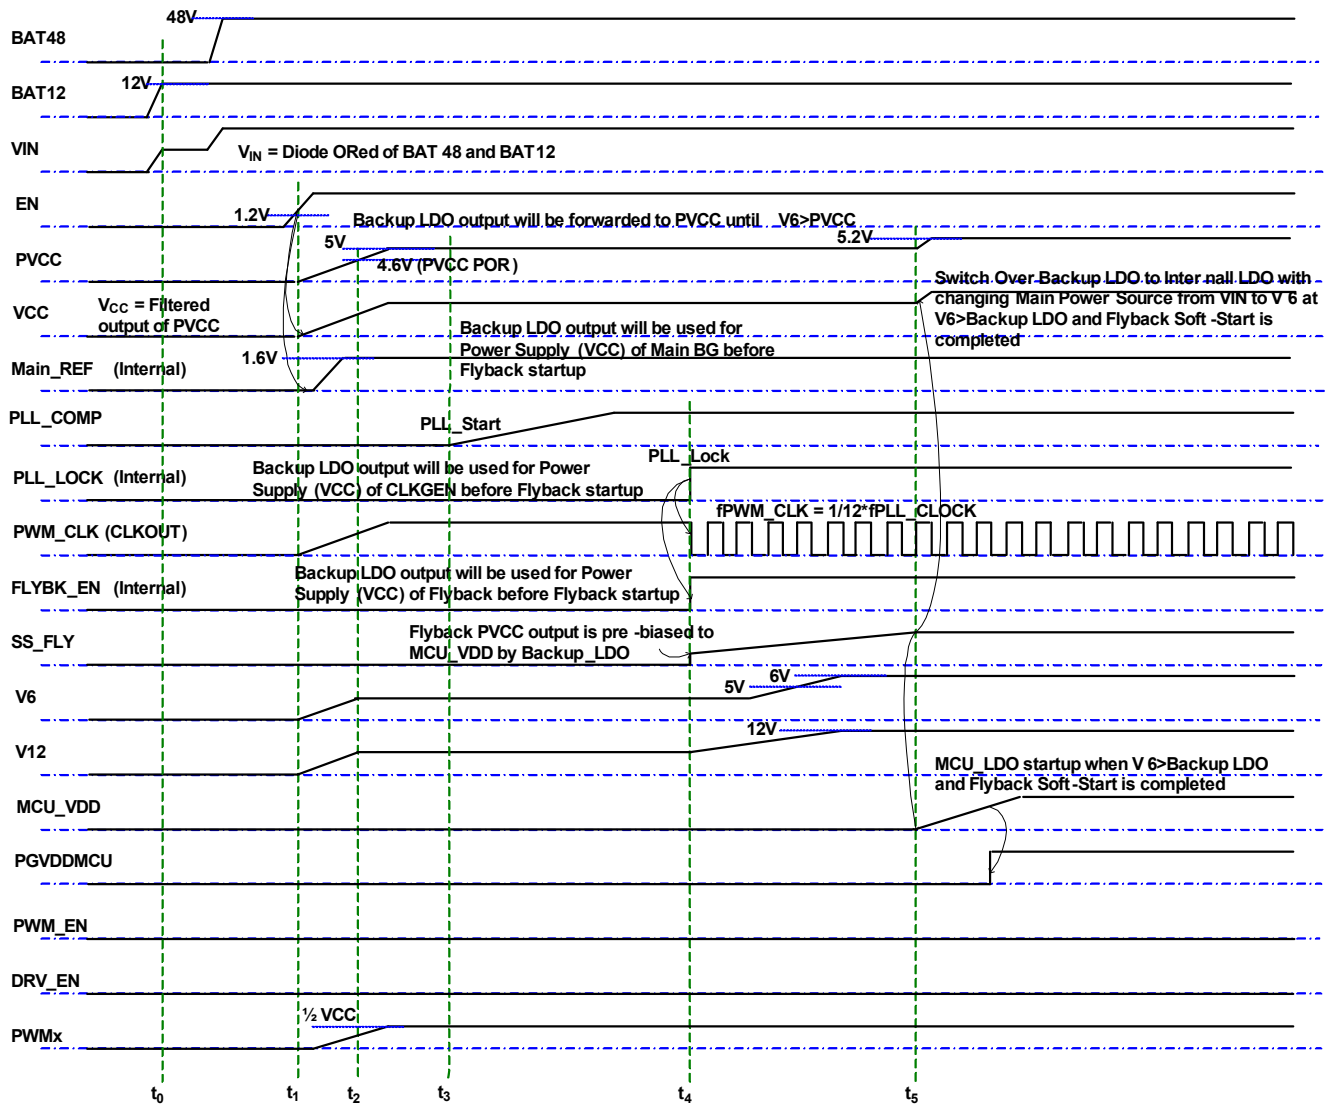 48V
BAT48
12V
BAT12
VIN
VIN = Diode ORed of BAT 48 and BAT12
EN
1.2V
Backup LDO output will be forwarded to PVCC until V6>PVCC
5V
5.2V
PVCC
4.6V (PVCC POR )
Switch Over Backup LDO to Inter nall LDO with
changing Main Power Source from VIN to V 6 at
V6>Backup LDO and Flyback Soft -Start is
completed
VCC
VCC = Filtered
output of PVCC
Backup LDO output will be used for
Power Supply (VCC) of Main BG before
Flyback startup
1.6V
Main_REF (Internal)
PLL_COMP
PLL_Start
PLL_Lock
PLL_LOCK (Internal)
Backup LDO output will be used for Power
Supply (VCC) of CLKGEN before Flyback startup
fPWM_CLK = 1/12*fPLL_CLOCK
PWM_CLK (CLKOUT)
FLYBK_EN (Internal)
Backup LDO output will be used for Power
Supply (VCC) of Flyback before Flyback startup
SS_FLY
Flyback PVCC output is pre -biased to
MCU_VDD by Backup_LDO
6V
5V
V6
12V
V12
MCU_LDO startup when V 6>Backup LDO
and Flyback Soft -Start is completed
MCU_VDD
PGVDDMCU
PWM_EN
DRV_EN
½ VCC
PWMx
t0 t1 t2 t3 t4 t5